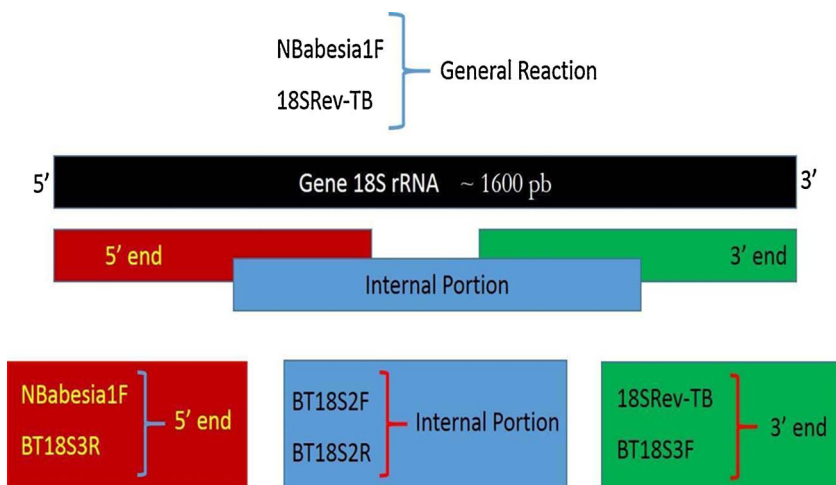 NBabesia1F
General Reaction
18SRev-TB
5’ Gene 18S rRNA ~ 1600 pb 3’
5’ end 3’ end
Internal Portion
NBabesia1F
5’ end
BT18S3R
BT18S2F
Internal Portion
BT18S2R
18SRev-TB
3’ end
BT18S3F